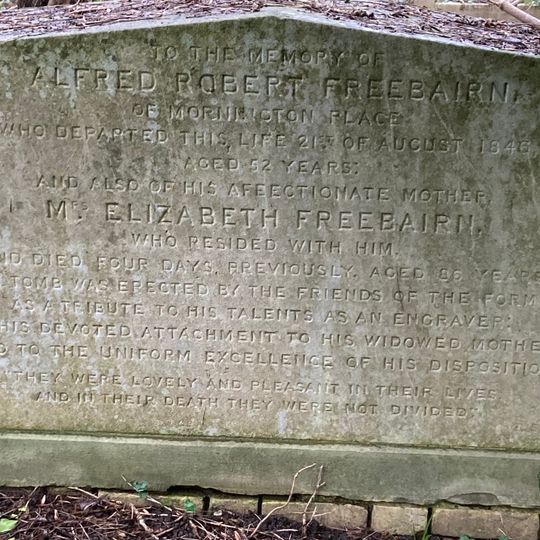 TO THE MEMORY OF
ALFRED ROBERT FREEBAIRN,
OF MORNINGTON PLACE
WHO DEPARTED THIS LIFE 21ST OF AUGUST 1846,
AGED 52 YEARS:
AND ALSO OF HIS AFFECTIONATE MOTHER,
MRS ELIZABETH FREEBAIRN,
WHO RESIDED WITH HIM,
ND DIED FOUR DAYS, PREVIOUSLY, AGED 86 YEARS
TOMB WAS ERECTED BY THE FRIENDS OF THE FORM
AS A TRIBUTE TO HIS TALENTS AS AN ENGRAVER;
HIS DEVOTED ATTACHMENT TO HIS WIDOWED MOTHE
D TO THE UNIFORM EXCELLENCE OF HIS DISPOSITIO
"THEY WERE LOVELY AND PLEASANT IN THEIR LIVES
AND IN THEIR DEATH THEY WERE NOT DIVIDED"